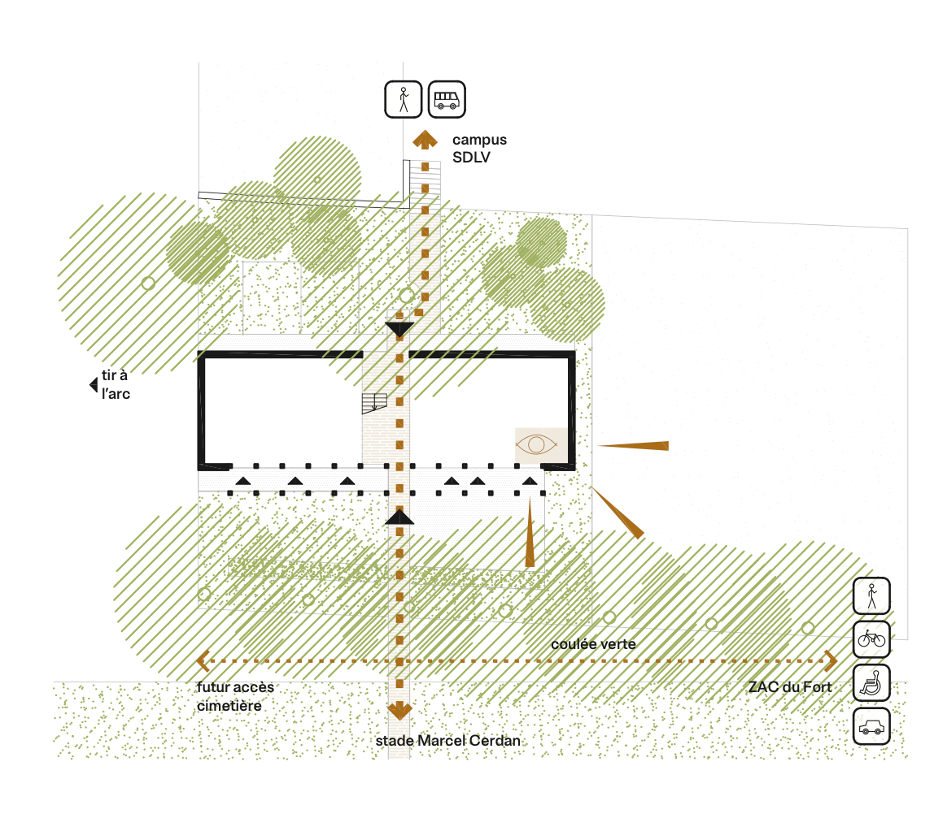 campus
SDLV
tir à
l'arc
coulée verte
futur accès
cimetière
ZAC du Fort
stade Marcel Cerdan